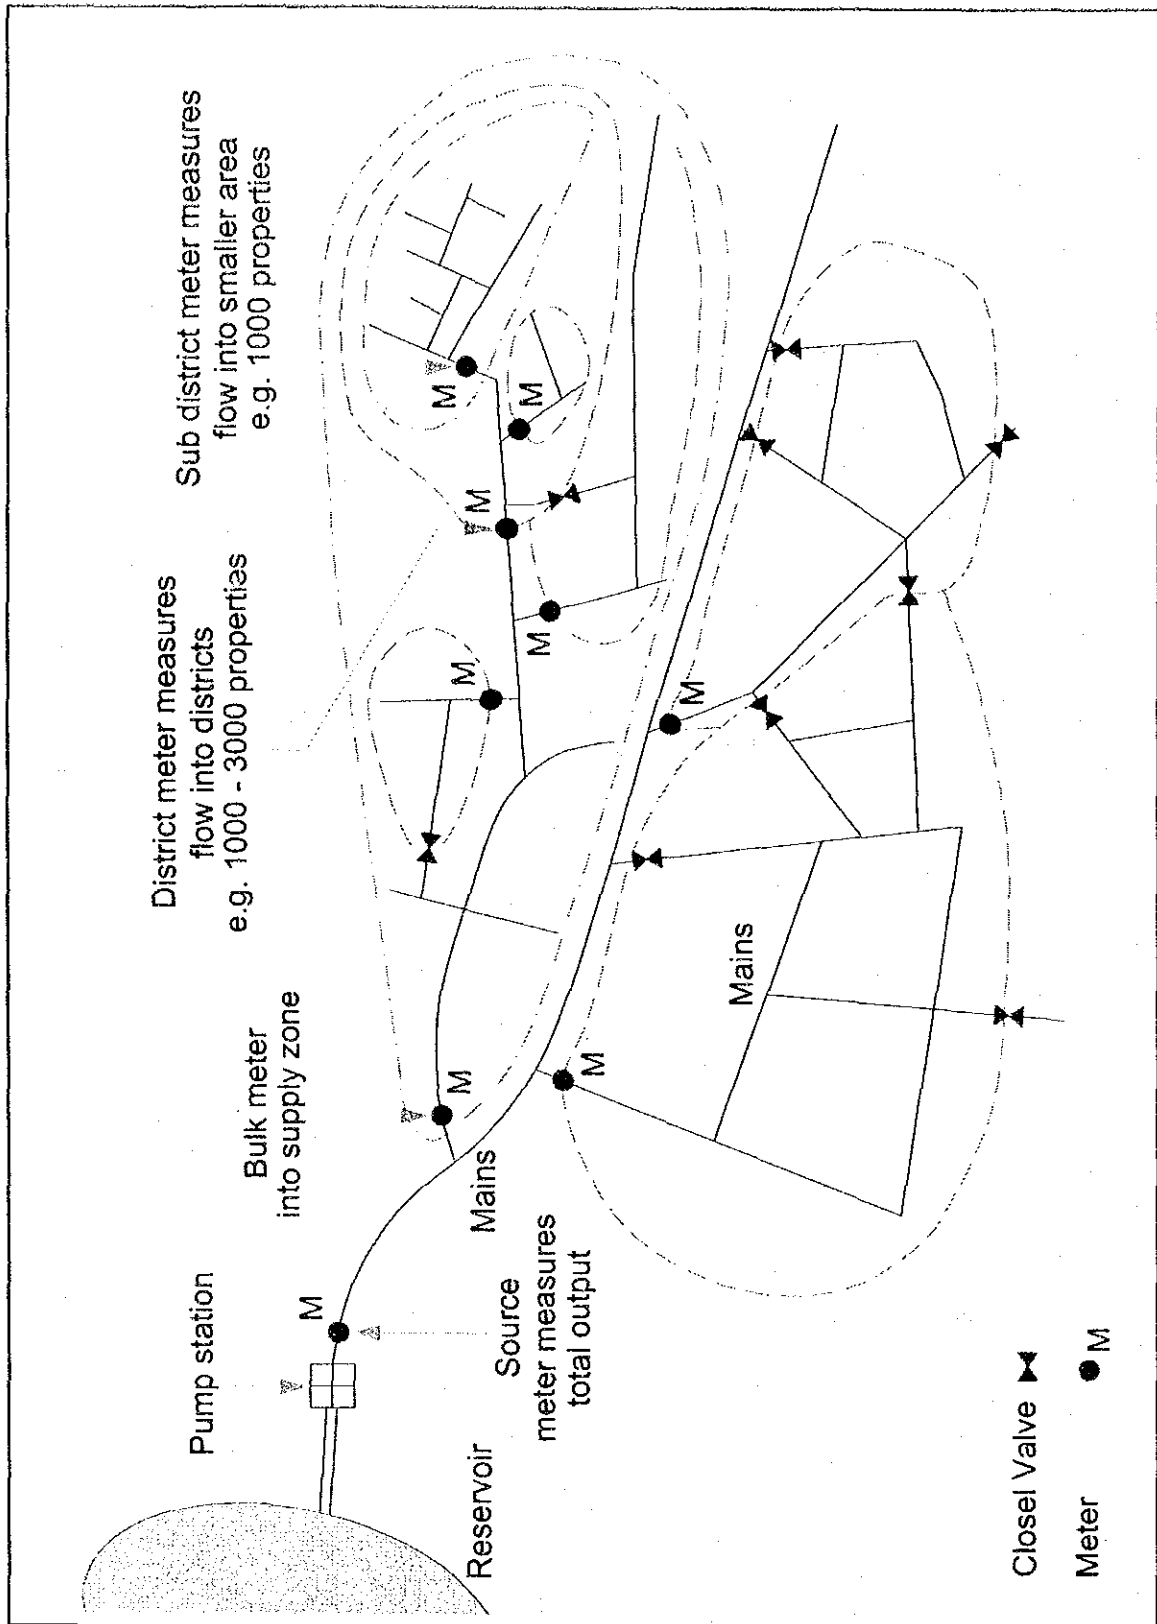 Pump station
M
Reservoir
Source
meter measures
total output
Bulk meter
into supply zone
M
Mains
M
District meter measures
flow into districts
e.g. 1000 - 3000 properties
M
M
M
M
Sub district meter measures
flow into smaller area
e.g. 1000 properties
M
M
Mains
Closel Valve
Meter
M